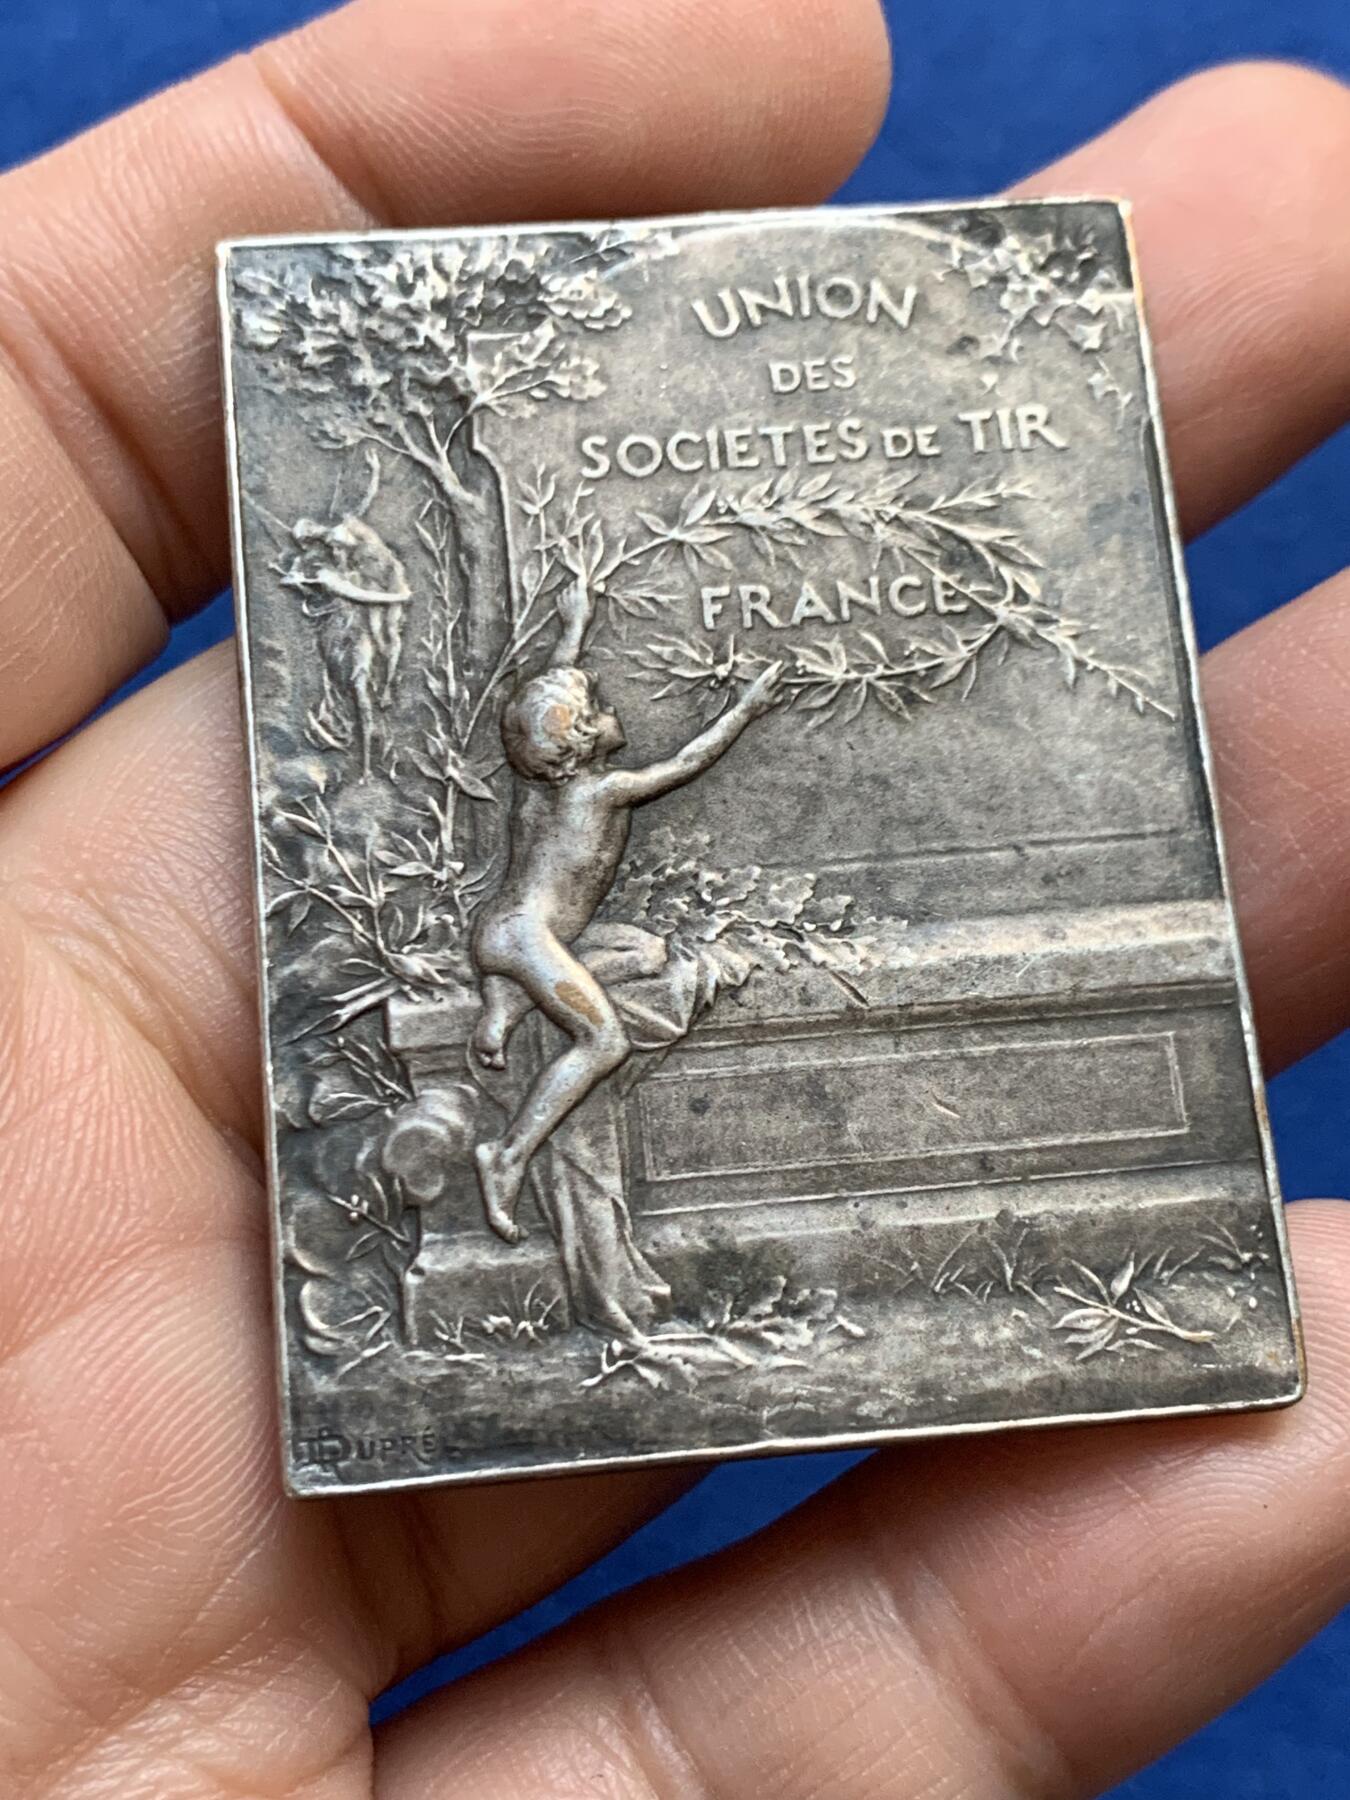 UNION
DES
SOCIETES DE TIR
FRANCE
DUPRÉ